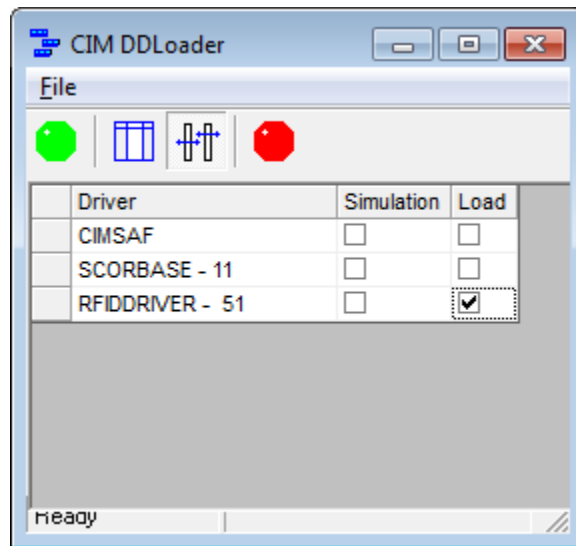 CIM DDLoader
File
Driver Simulation Load
CIMSAF
SCORBASE - 11
RFIDDRIVER - 51
Ready